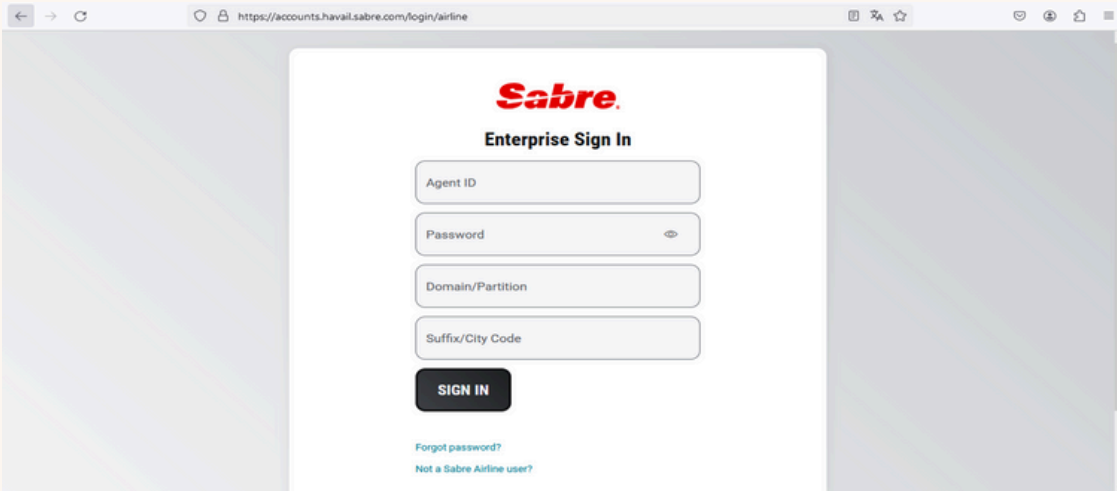 https://accounts.havail.sabre.com/login/airline
Sabre.
Enterprise Sign In
Agent ID
Password
Domain/Partition
Suffix/City Code
SIGN IN
Forgot password?
Not a Sabre Airline user?